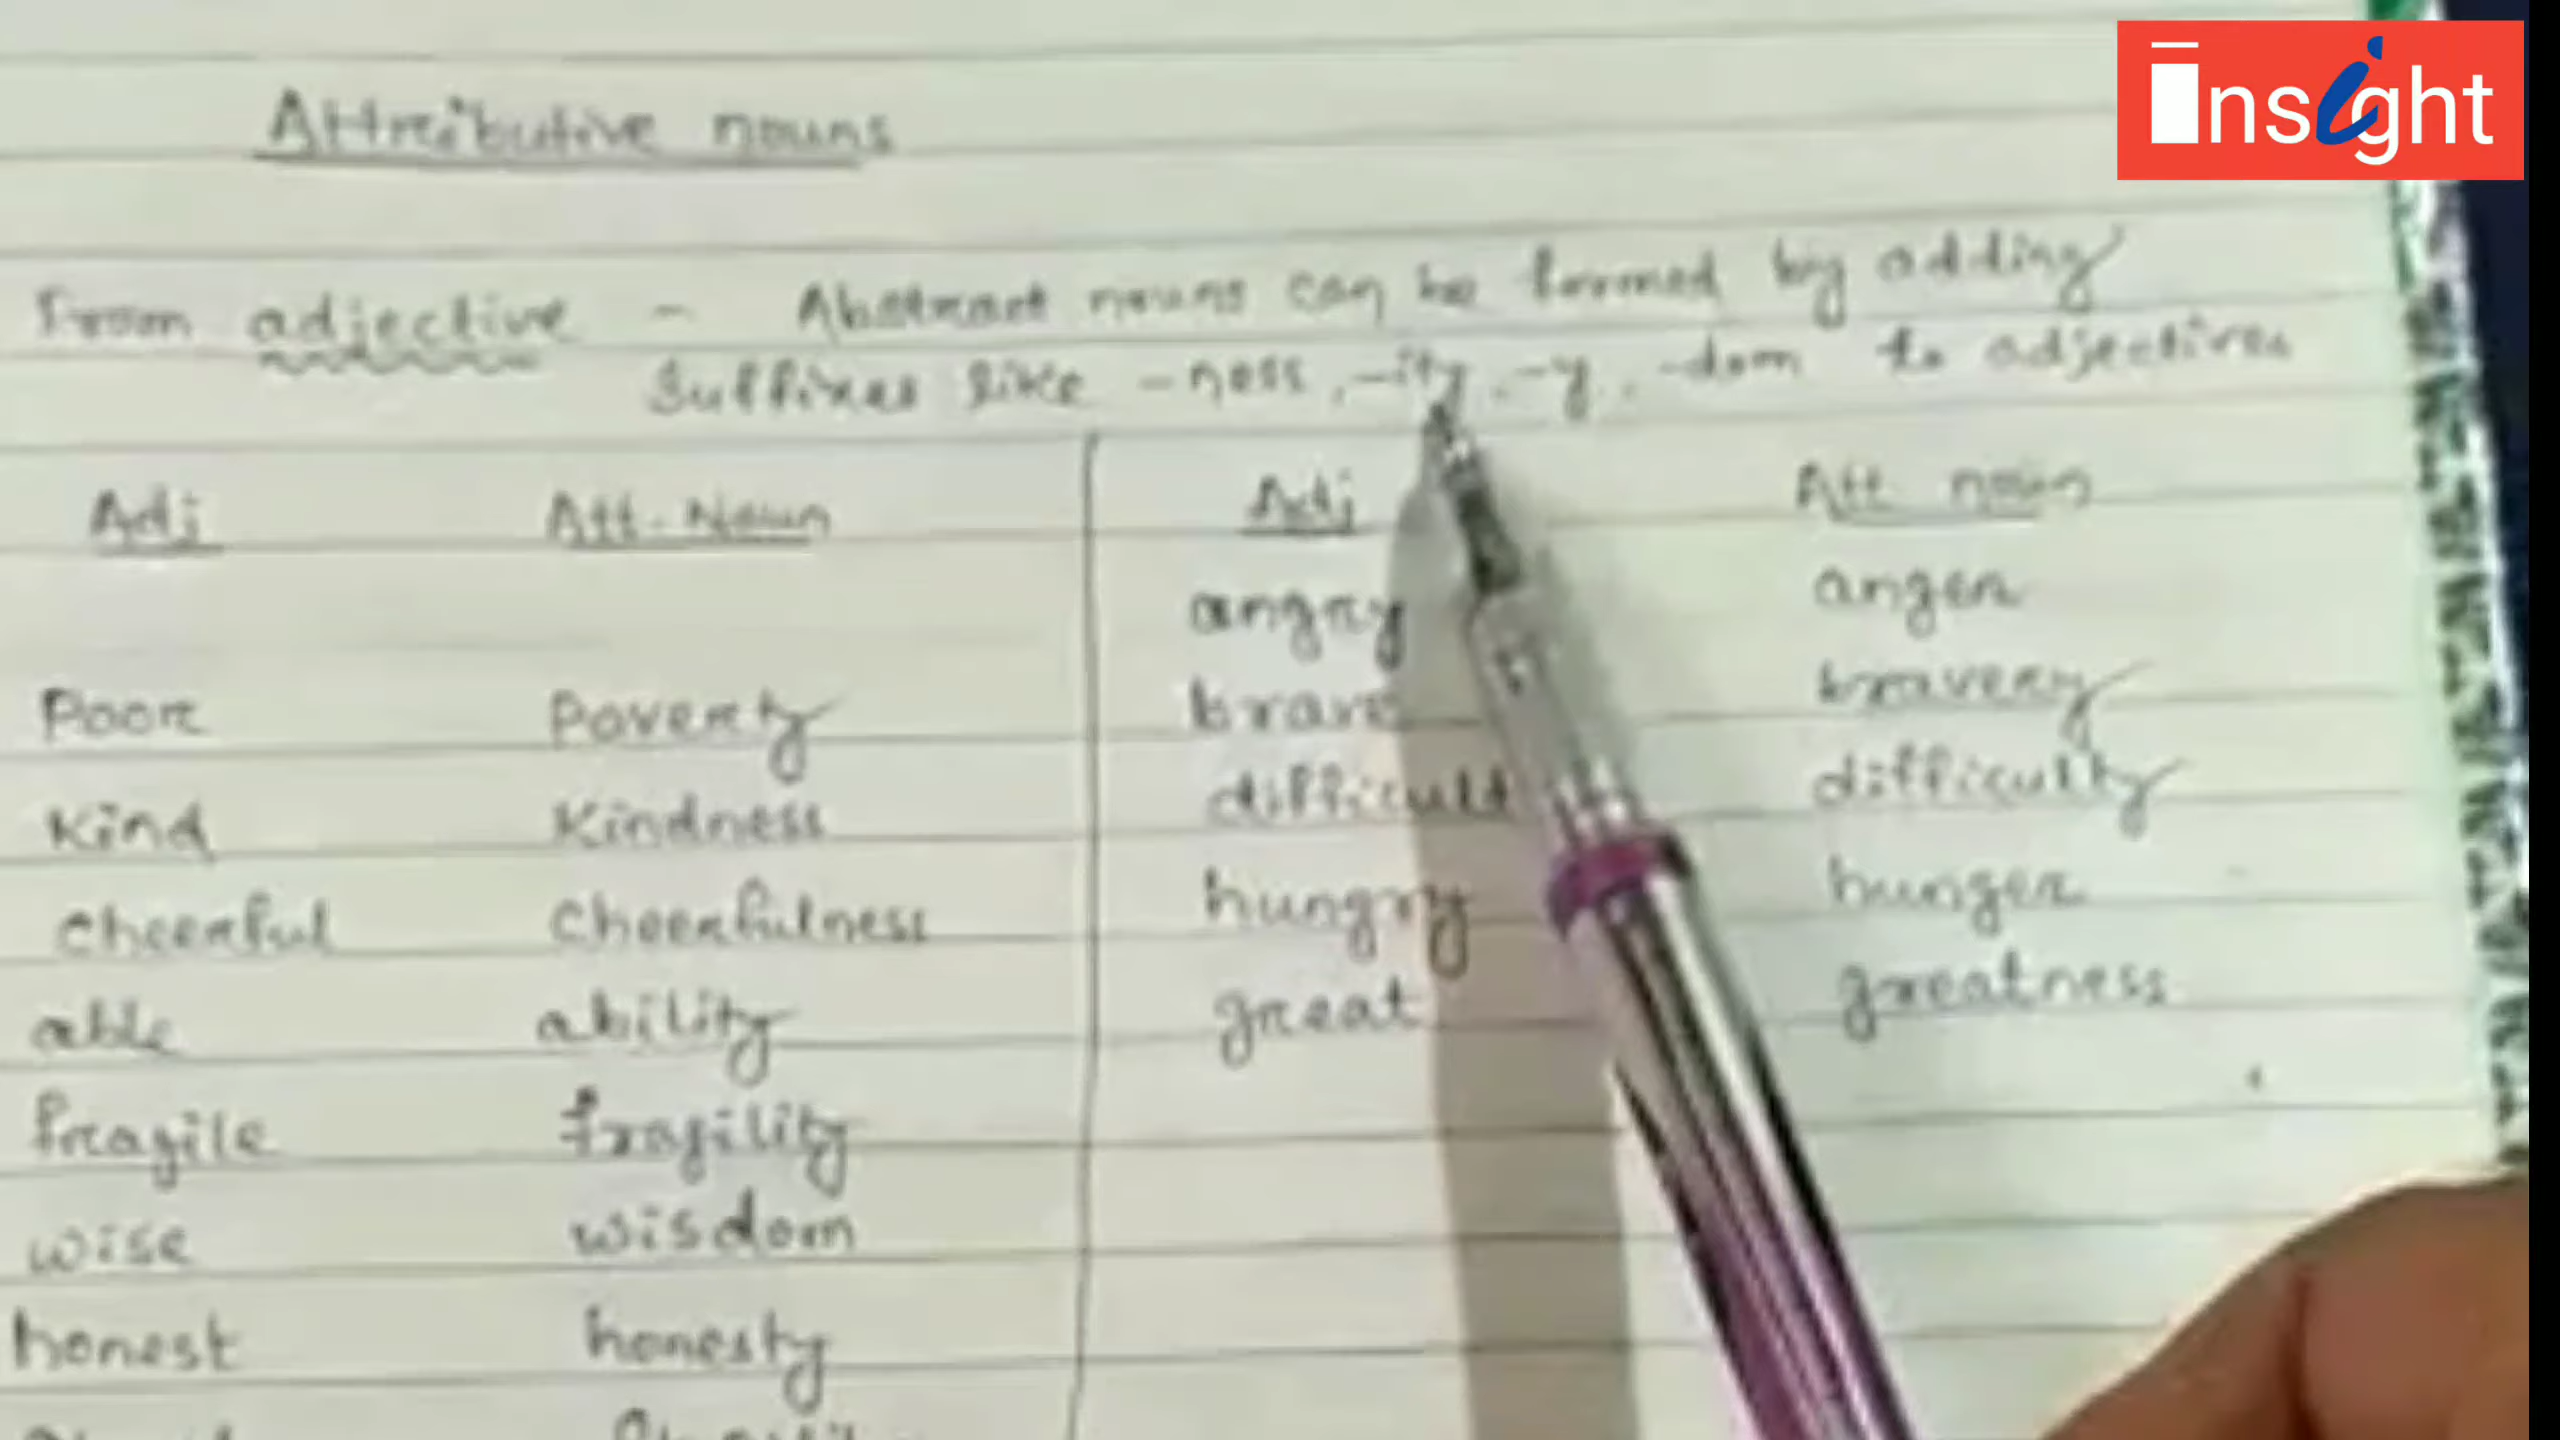 Insight
Attributive nouns
From adjective - Abstract nouns can be formed by adding
Suffixes like -ness, -ity, -y, -dom to adjectives
Adj Att. Noun Adj Att noun
angry anger
Poor Poverty brave bravery
Kind Kindness difficult difficulty
Cheerful Cheerfulness hungry hunger
able ability great greatness
fragile fragility
wise wisdom
honest honesty